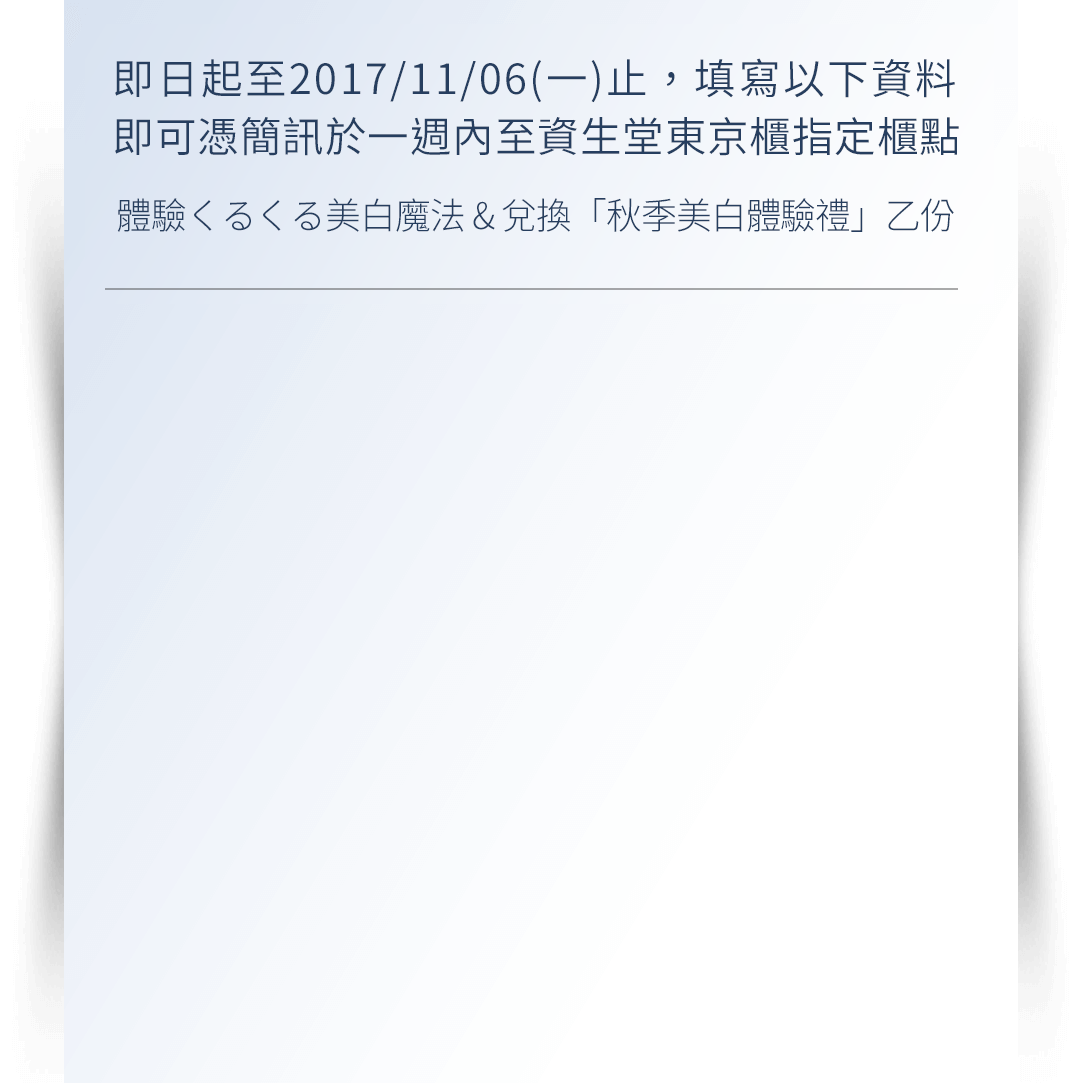 即日起至2017/11/06(一)止，填寫以下資料
即可憑簡訊於一週內至資生堂東京櫃指定櫃點
體驗くるくる美白魔法＆兌換「秋季美白體驗禮」乙份